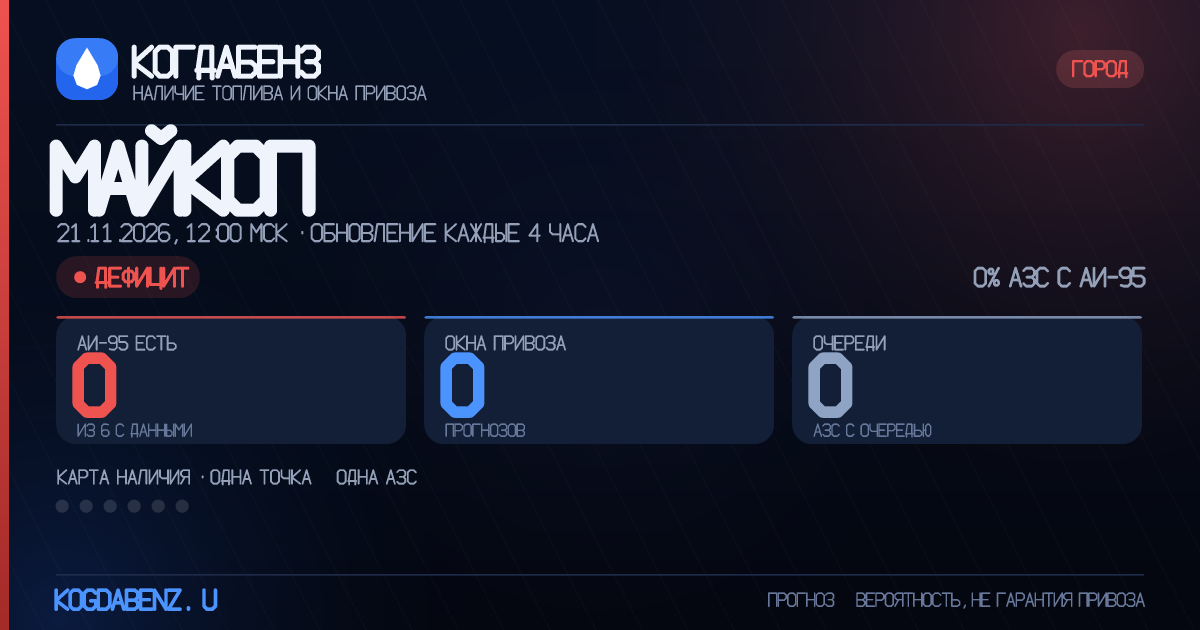 КОГДАБЕНЗ
НАЛИЧИЕ ТОПЛИВА И ОКНА ПРИВОЗА
ГОРОД
МАЙКОП
21.11.2026, 12:00 МСК · ОБНОВЛЕНИЕ КАЖДЫЕ 4 ЧАСА
ДЕФИЦИТ
0% АЗС С АИ-95
АИ-95 ЕСТЬ
0
ИЗ 6 С ДАННЫМИ
ОКНА ПРИВОЗА
0
ПРОГНОЗОВ
ОЧЕРЕДИ
0
АЗС С ОЧЕРЕДЬЮ
КАРТА НАЛИЧИЯ · ОДНА ТОЧКА ОДНА АЗС
KOGDABENZ. U
ПРОГНОЗ ВЕРОЯТНОСТЬ, НЕ ГАРАНТИЯ ПРИВОЗА